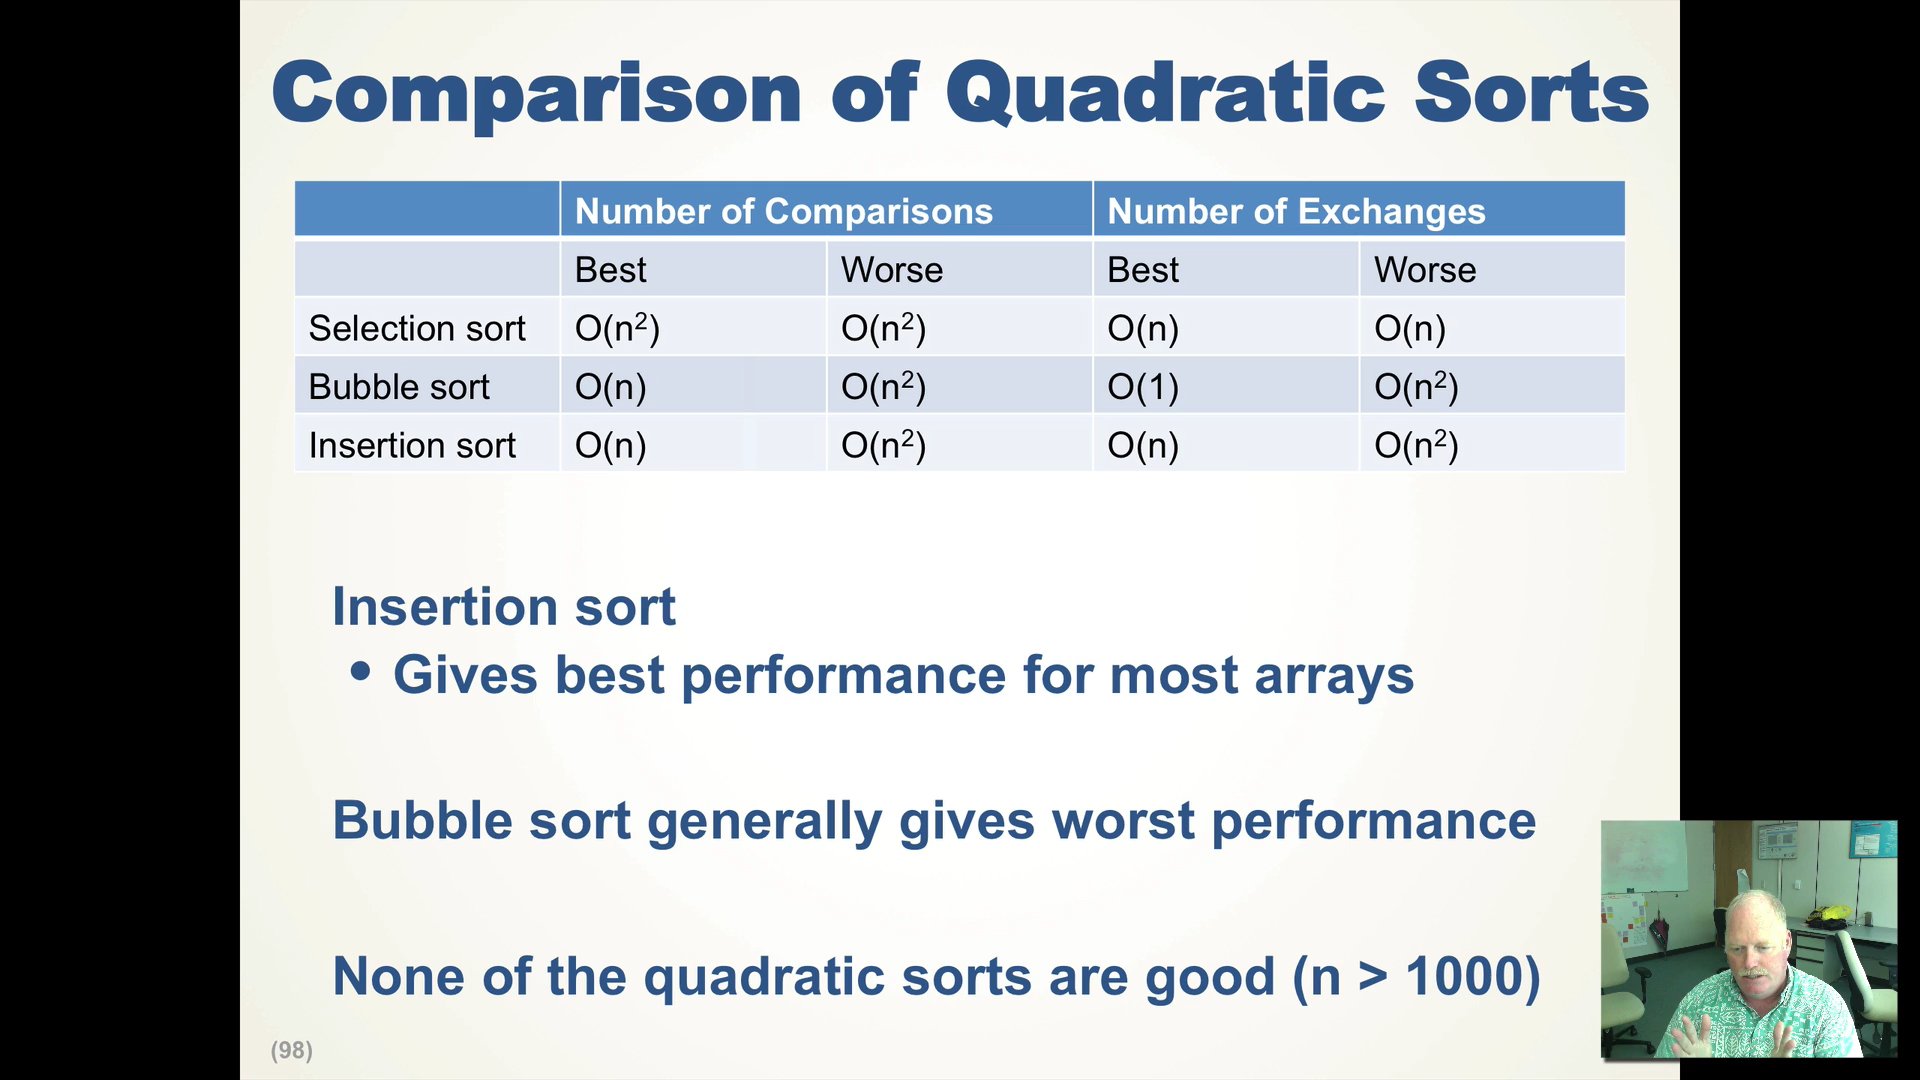 Comparison of Quadratic Sorts
Number of Comparisons Number of Exchanges
Best Worse Best Worse
Selection sort O(n²) O(n²) O(n) O(n)
Bubble sort O(n) O(n²) O(1) O(n²)
Insertion sort O(n) O(n²) O(n) O(n²)
Insertion sort
• Gives best performance for most arrays
Bubble sort generally gives worst performance
None of the quadratic sorts are good (n > 1000)
(98)